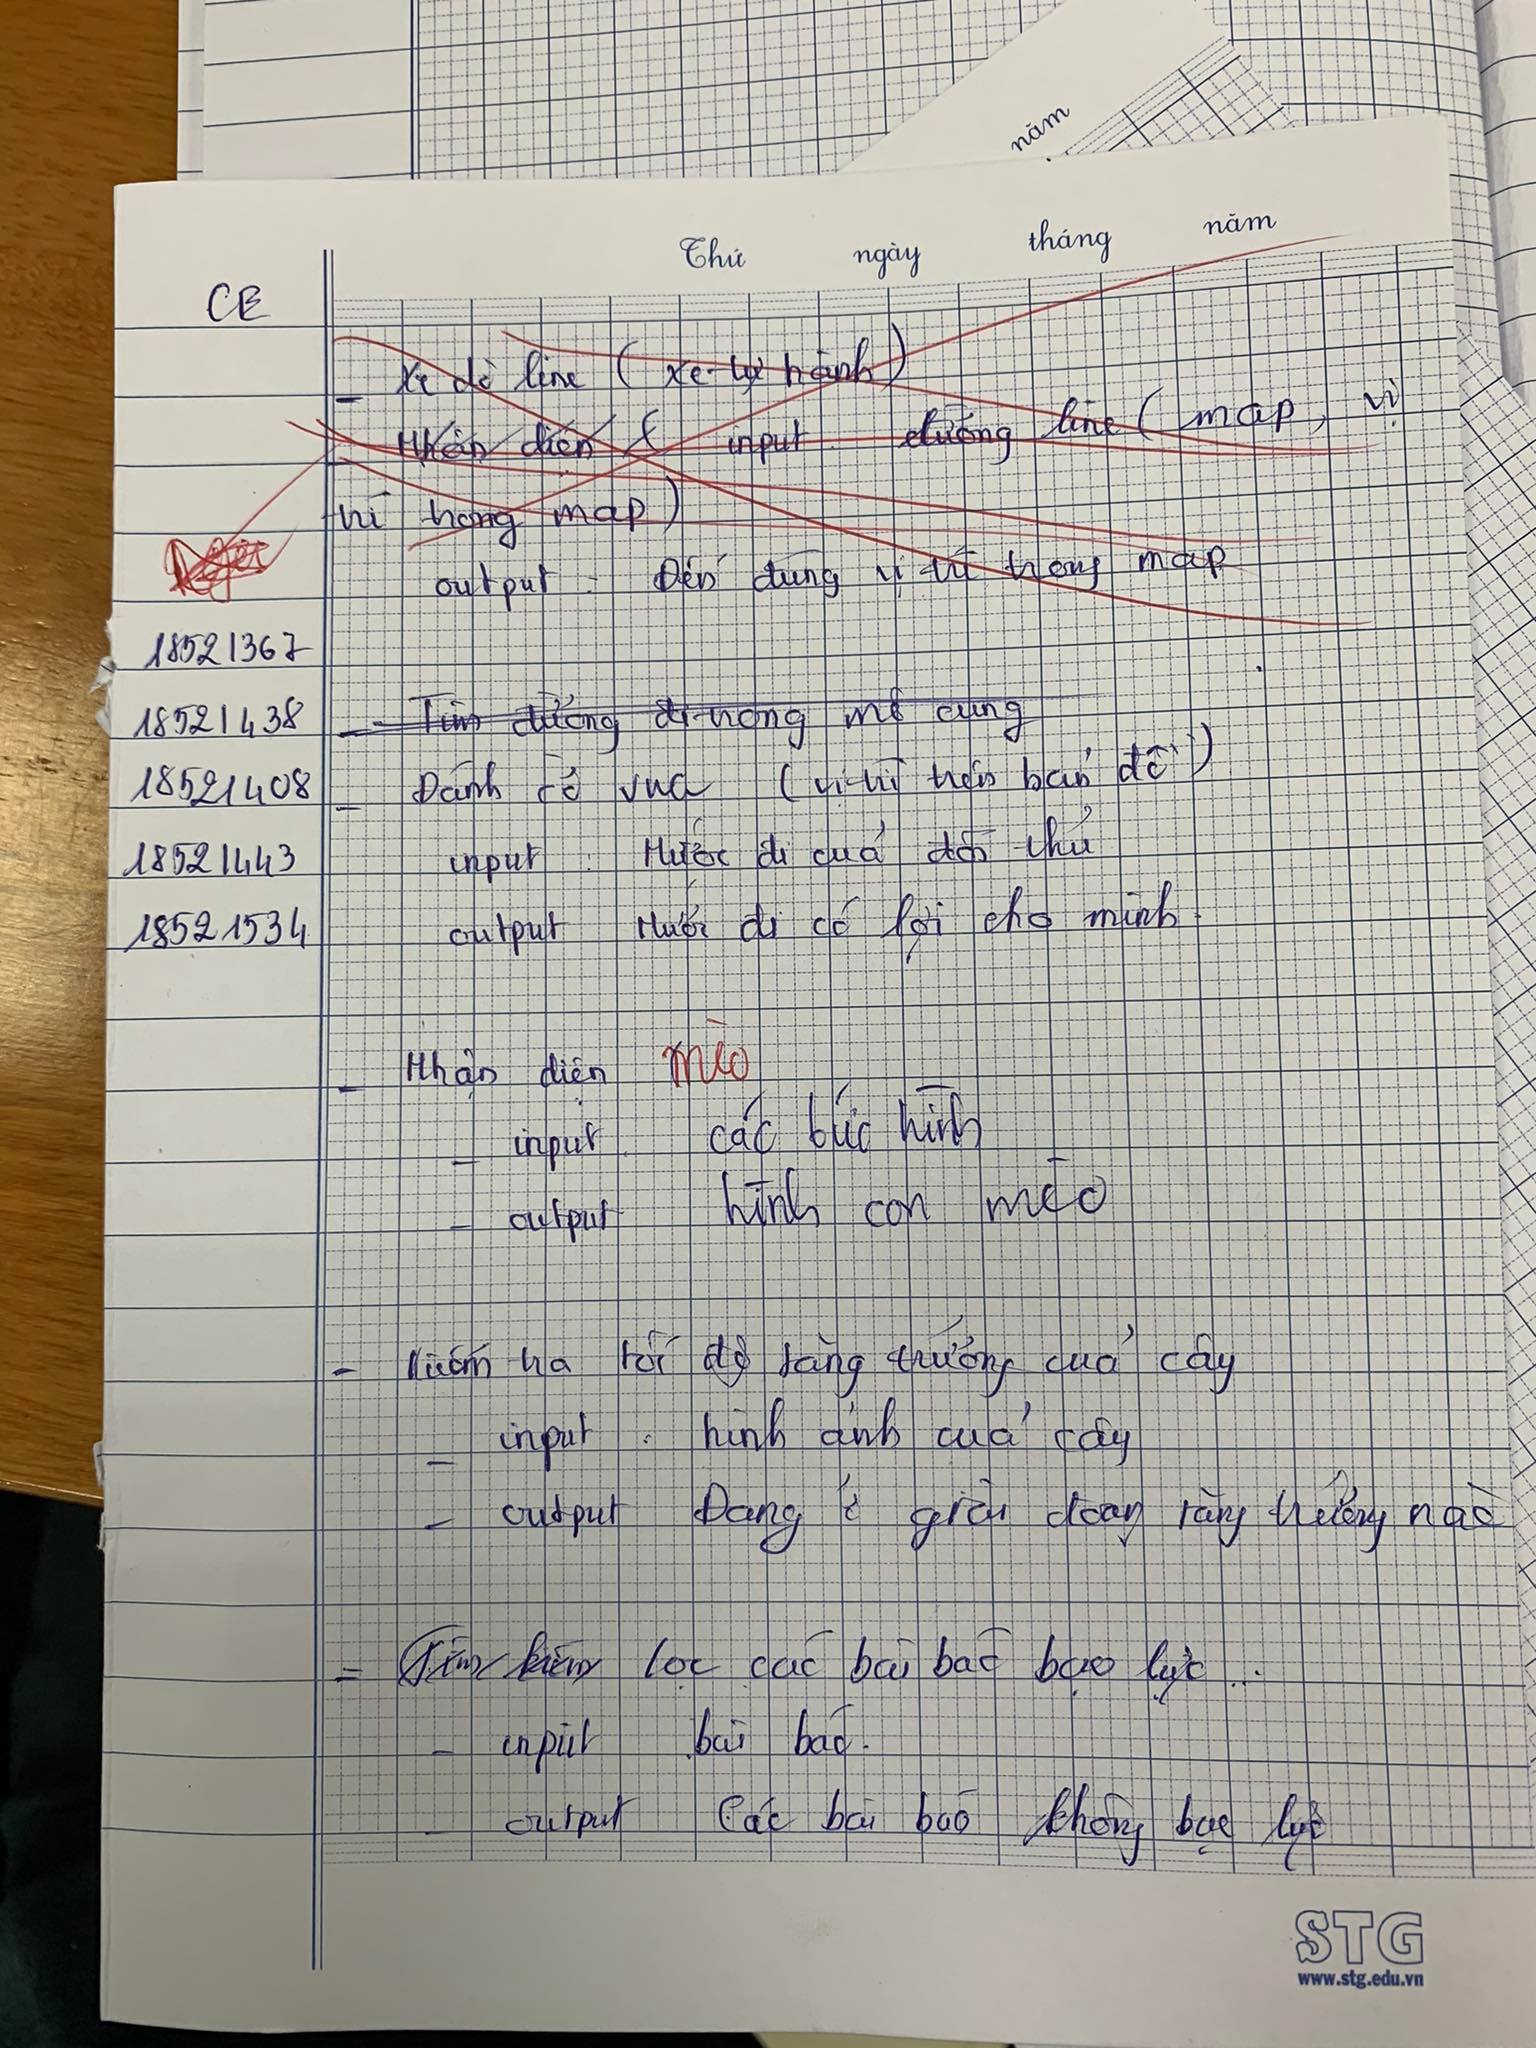 năm
Thứ ngày tháng năm
CE
- Xe dò line (xe tự hành)
Nhận diện input đường line (map, vị
trí trong map)
output : Đến đúng vị trí trong map
18521367
18521438
- Tìm đường đi trong mê cung
18521408
- Đánh cờ vua (vị trí trên bản đồ)
18521443
input . Nước đi của đối thủ
18521534
output Nước đi có lợi cho mình
- Nhận diện mèo
- input . các bức hình
- output hình con mèo
- Kiểm tra tốc độ tăng trưởng của cây
- input : hình ảnh của cây
- output Đang ở giai đoạn tăng trưởng nào
- Tìm kiếm lọc các bài báo bạo lực ..
- input bài báo.
- output Các bài báo không bạo lực
STG
www.stg.edu.vn